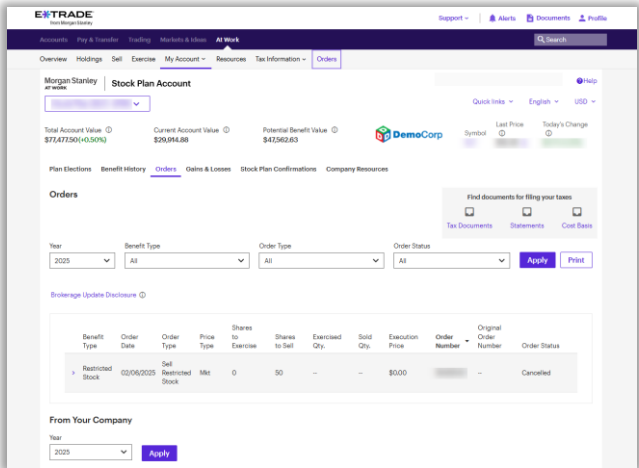 E*TRADE
from Morgan Stanley
Support Alerts Documents Profile
Accounts Pay & Transfer Trading Markets & Ideas At Work Search
Overview Holdings Sell Exercise My Account Resources Tax Information Orders
Morgan Stanley
AT WORK
Stock Plan Account
Help
Quick links English USD
Total Account Value Current Account Value Potential Benefit Value
$77,477.50 (+0.50%) $29,914.88 $47,562.63
DemoCorp
Symbol Last Price Today's Change
Plan Elections Benefit History Orders Gains & Losses Stock Plan Confirmations Company Resources
Orders
Find documents for filing your taxes
Tax Documents Statements Cost Basis
Year Benefit Type Order Type Order Status
2025 All All All Apply Print
Brokerage Update Disclosure
Benefit Type Order Date Order Type Price Type Shares to Exercise Shares to Sell Exercised Qty. Sold Qty. Execution Price Order Number Original Order Number Order Status
Restricted Stock 02/06/2025 Sell Restricted Stock Mkt 0 50 -- -- $0.00 -- Cancelled
From Your Company
Year
2025 Apply